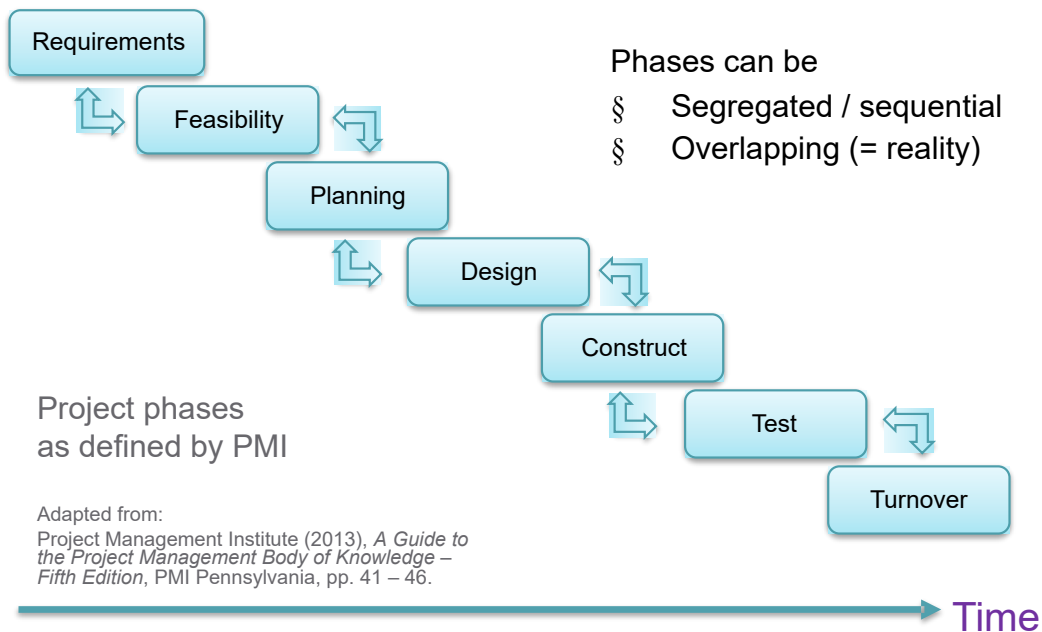 Requirements
Phases can be
§ Segregated / sequential
§ Overlapping (= reality)
Feasibility
Planning
Design
Construct
Test
Turnover
Project phases
as defined by PMI
Adapted from:
Project Management Institute (2013), A Guide to
the Project Management Body of Knowledge –
Fifth Edition, PMI Pennsylvania, pp. 41 – 46.
Time